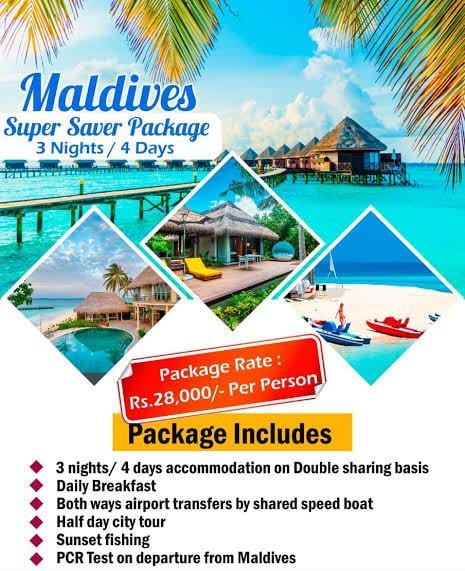 Maldives
Super Saver Package
3 Nights / 4 Days
Package Rate :
Rs.28,000/- Per Person
Package Includes
3 nights/ 4 days accommodation on Double sharing basis
Daily Breakfast
Both ways airport transfers by shared speed boat
Half day city tour
Sunset fishing
PCR Test on departure from Maldives